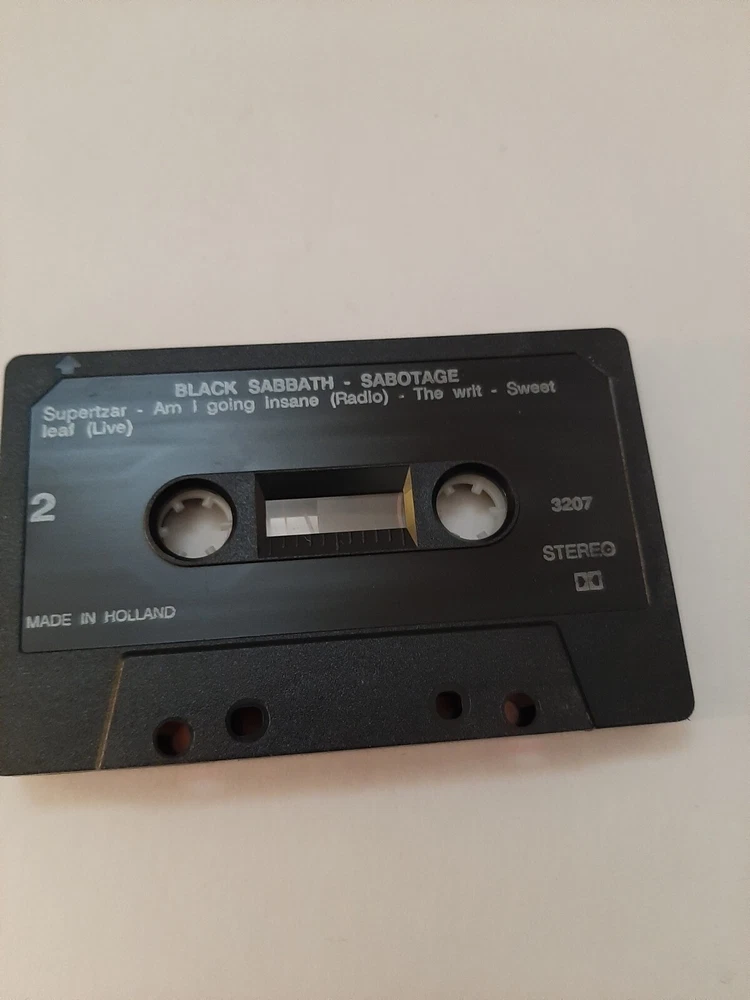 BLACK SABBATH - SABOTAGE
Supertzar - Am I going insane (Radio) - The writ - Sweet
leaf (Live)
2
3207
STEREO
MADE IN HOLLAND